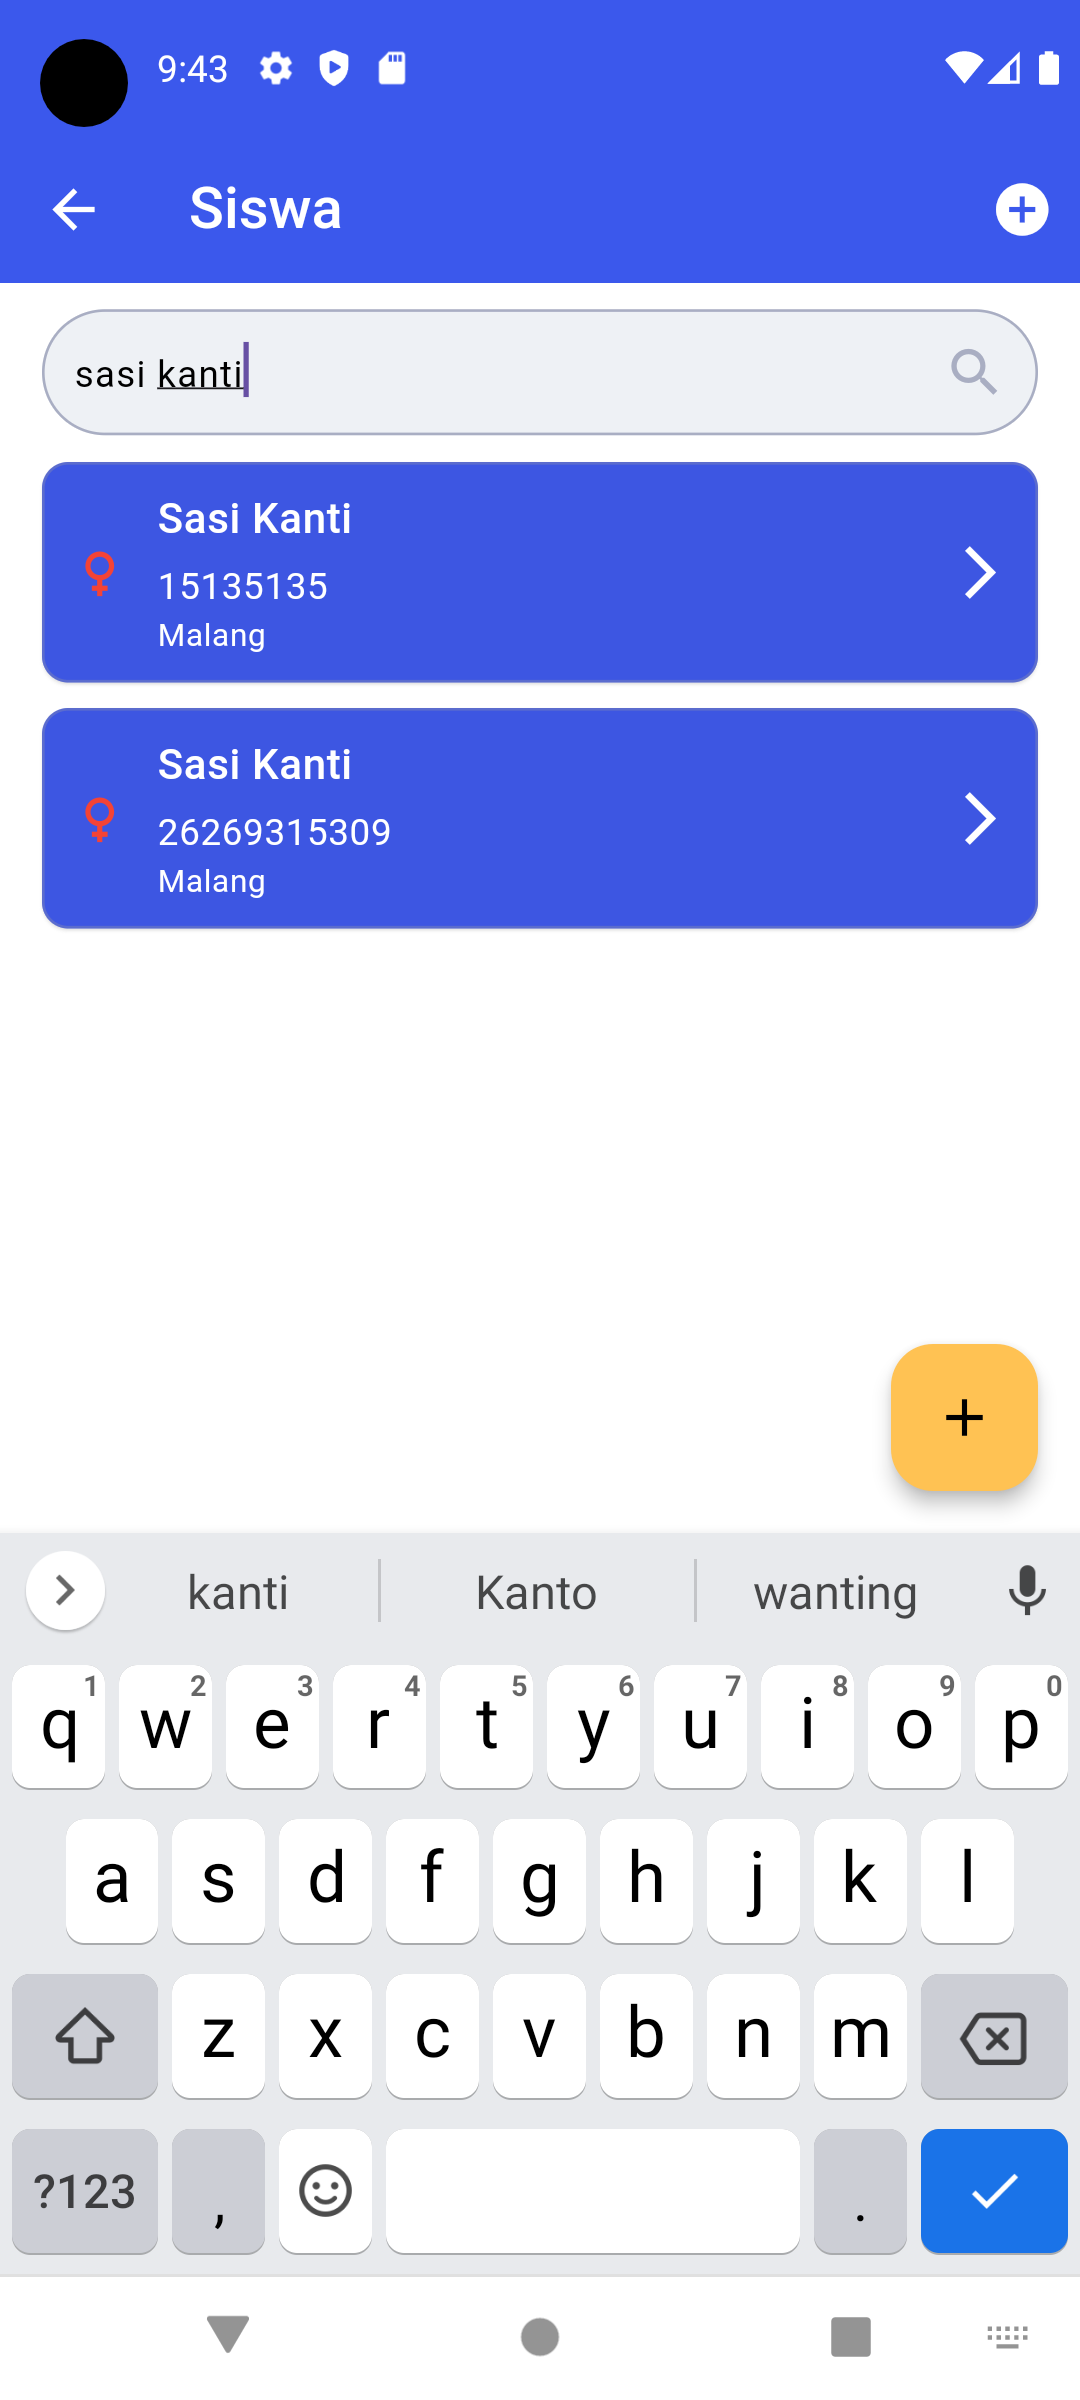 9:43
Siswa
sasi kanti
Sasi Kanti
15135135
Malang
Sasi Kanti
26269315309
Malang
kanti Kanto wanting
1 2 3 4 5 6 7 8 9 0
q w e r t y u i o p
a s d f g h j k l
z x c v b n m
?123 , .